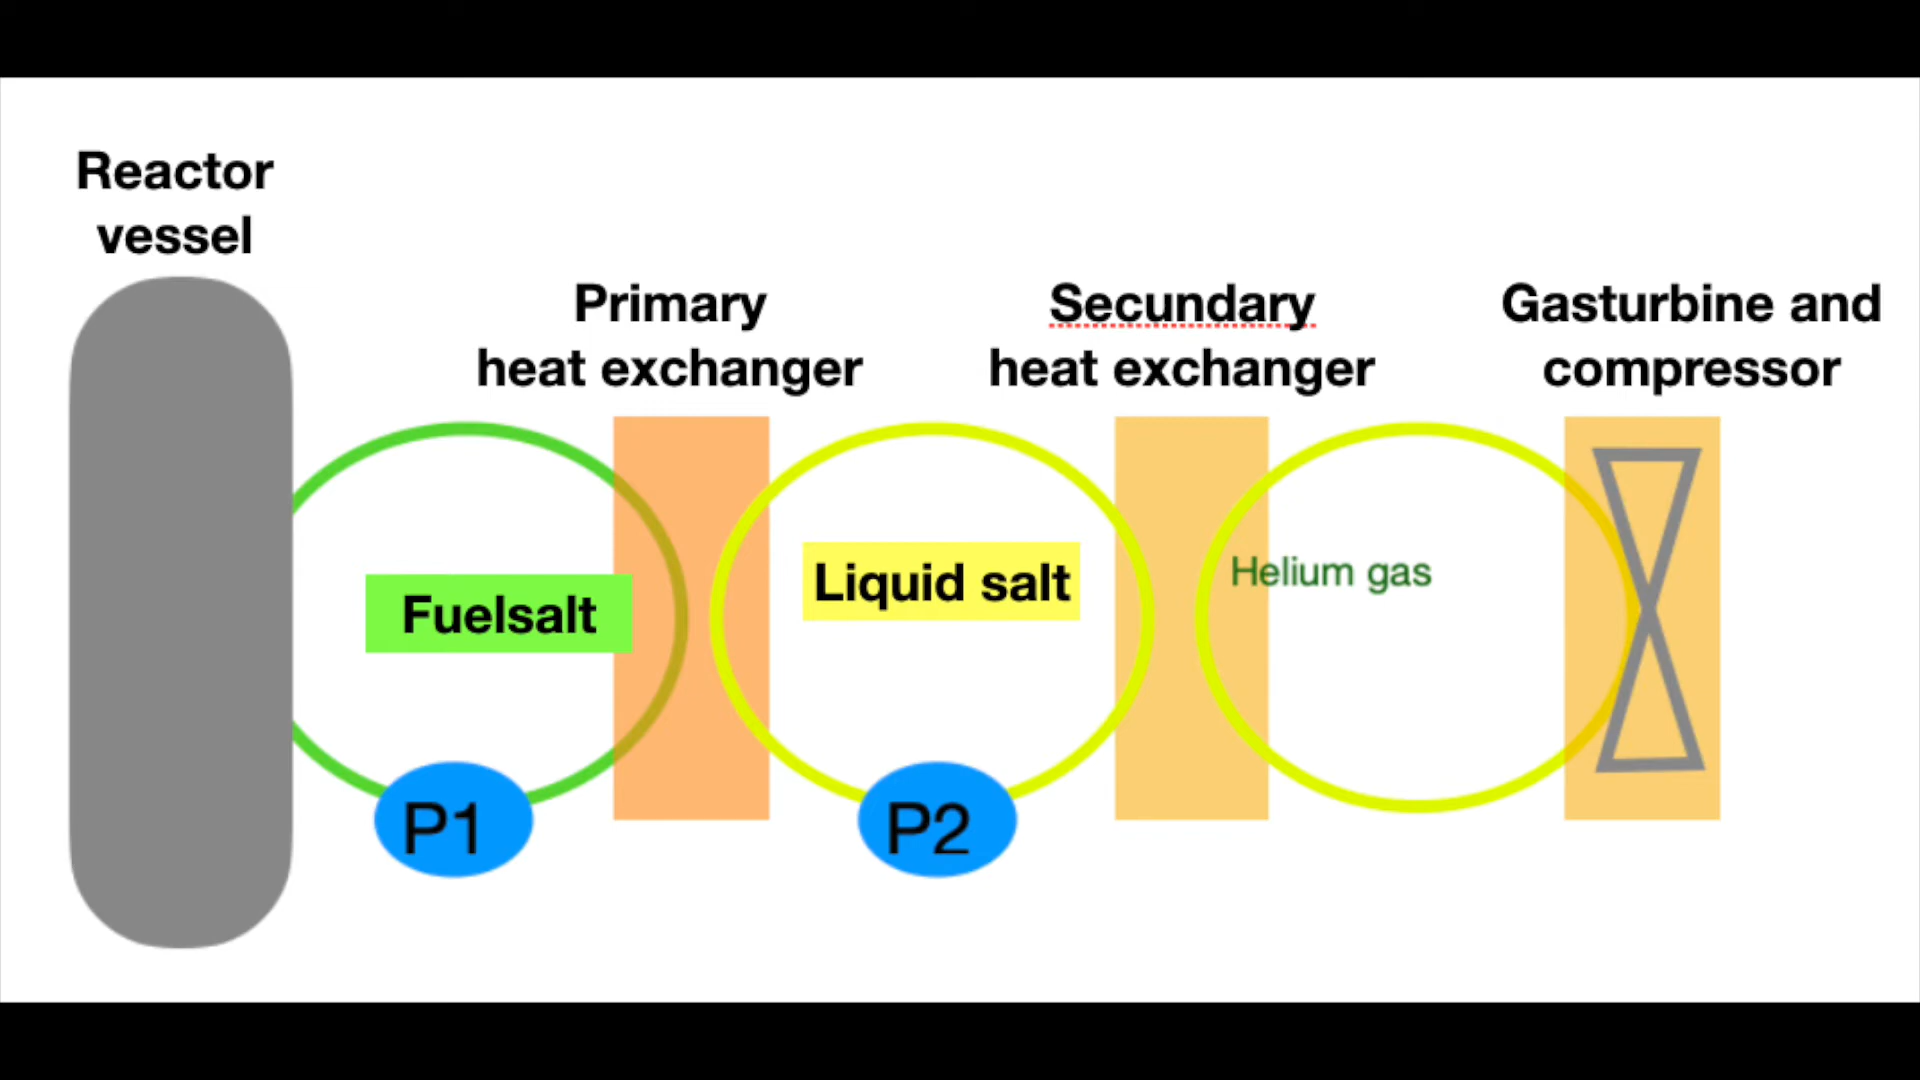 Reactor
vessel
Primary
heat exchanger
Secundary
heat exchanger
Gasturbine and
compressor
Fuelsalt
Liquid salt
Helium gas
P1
P2